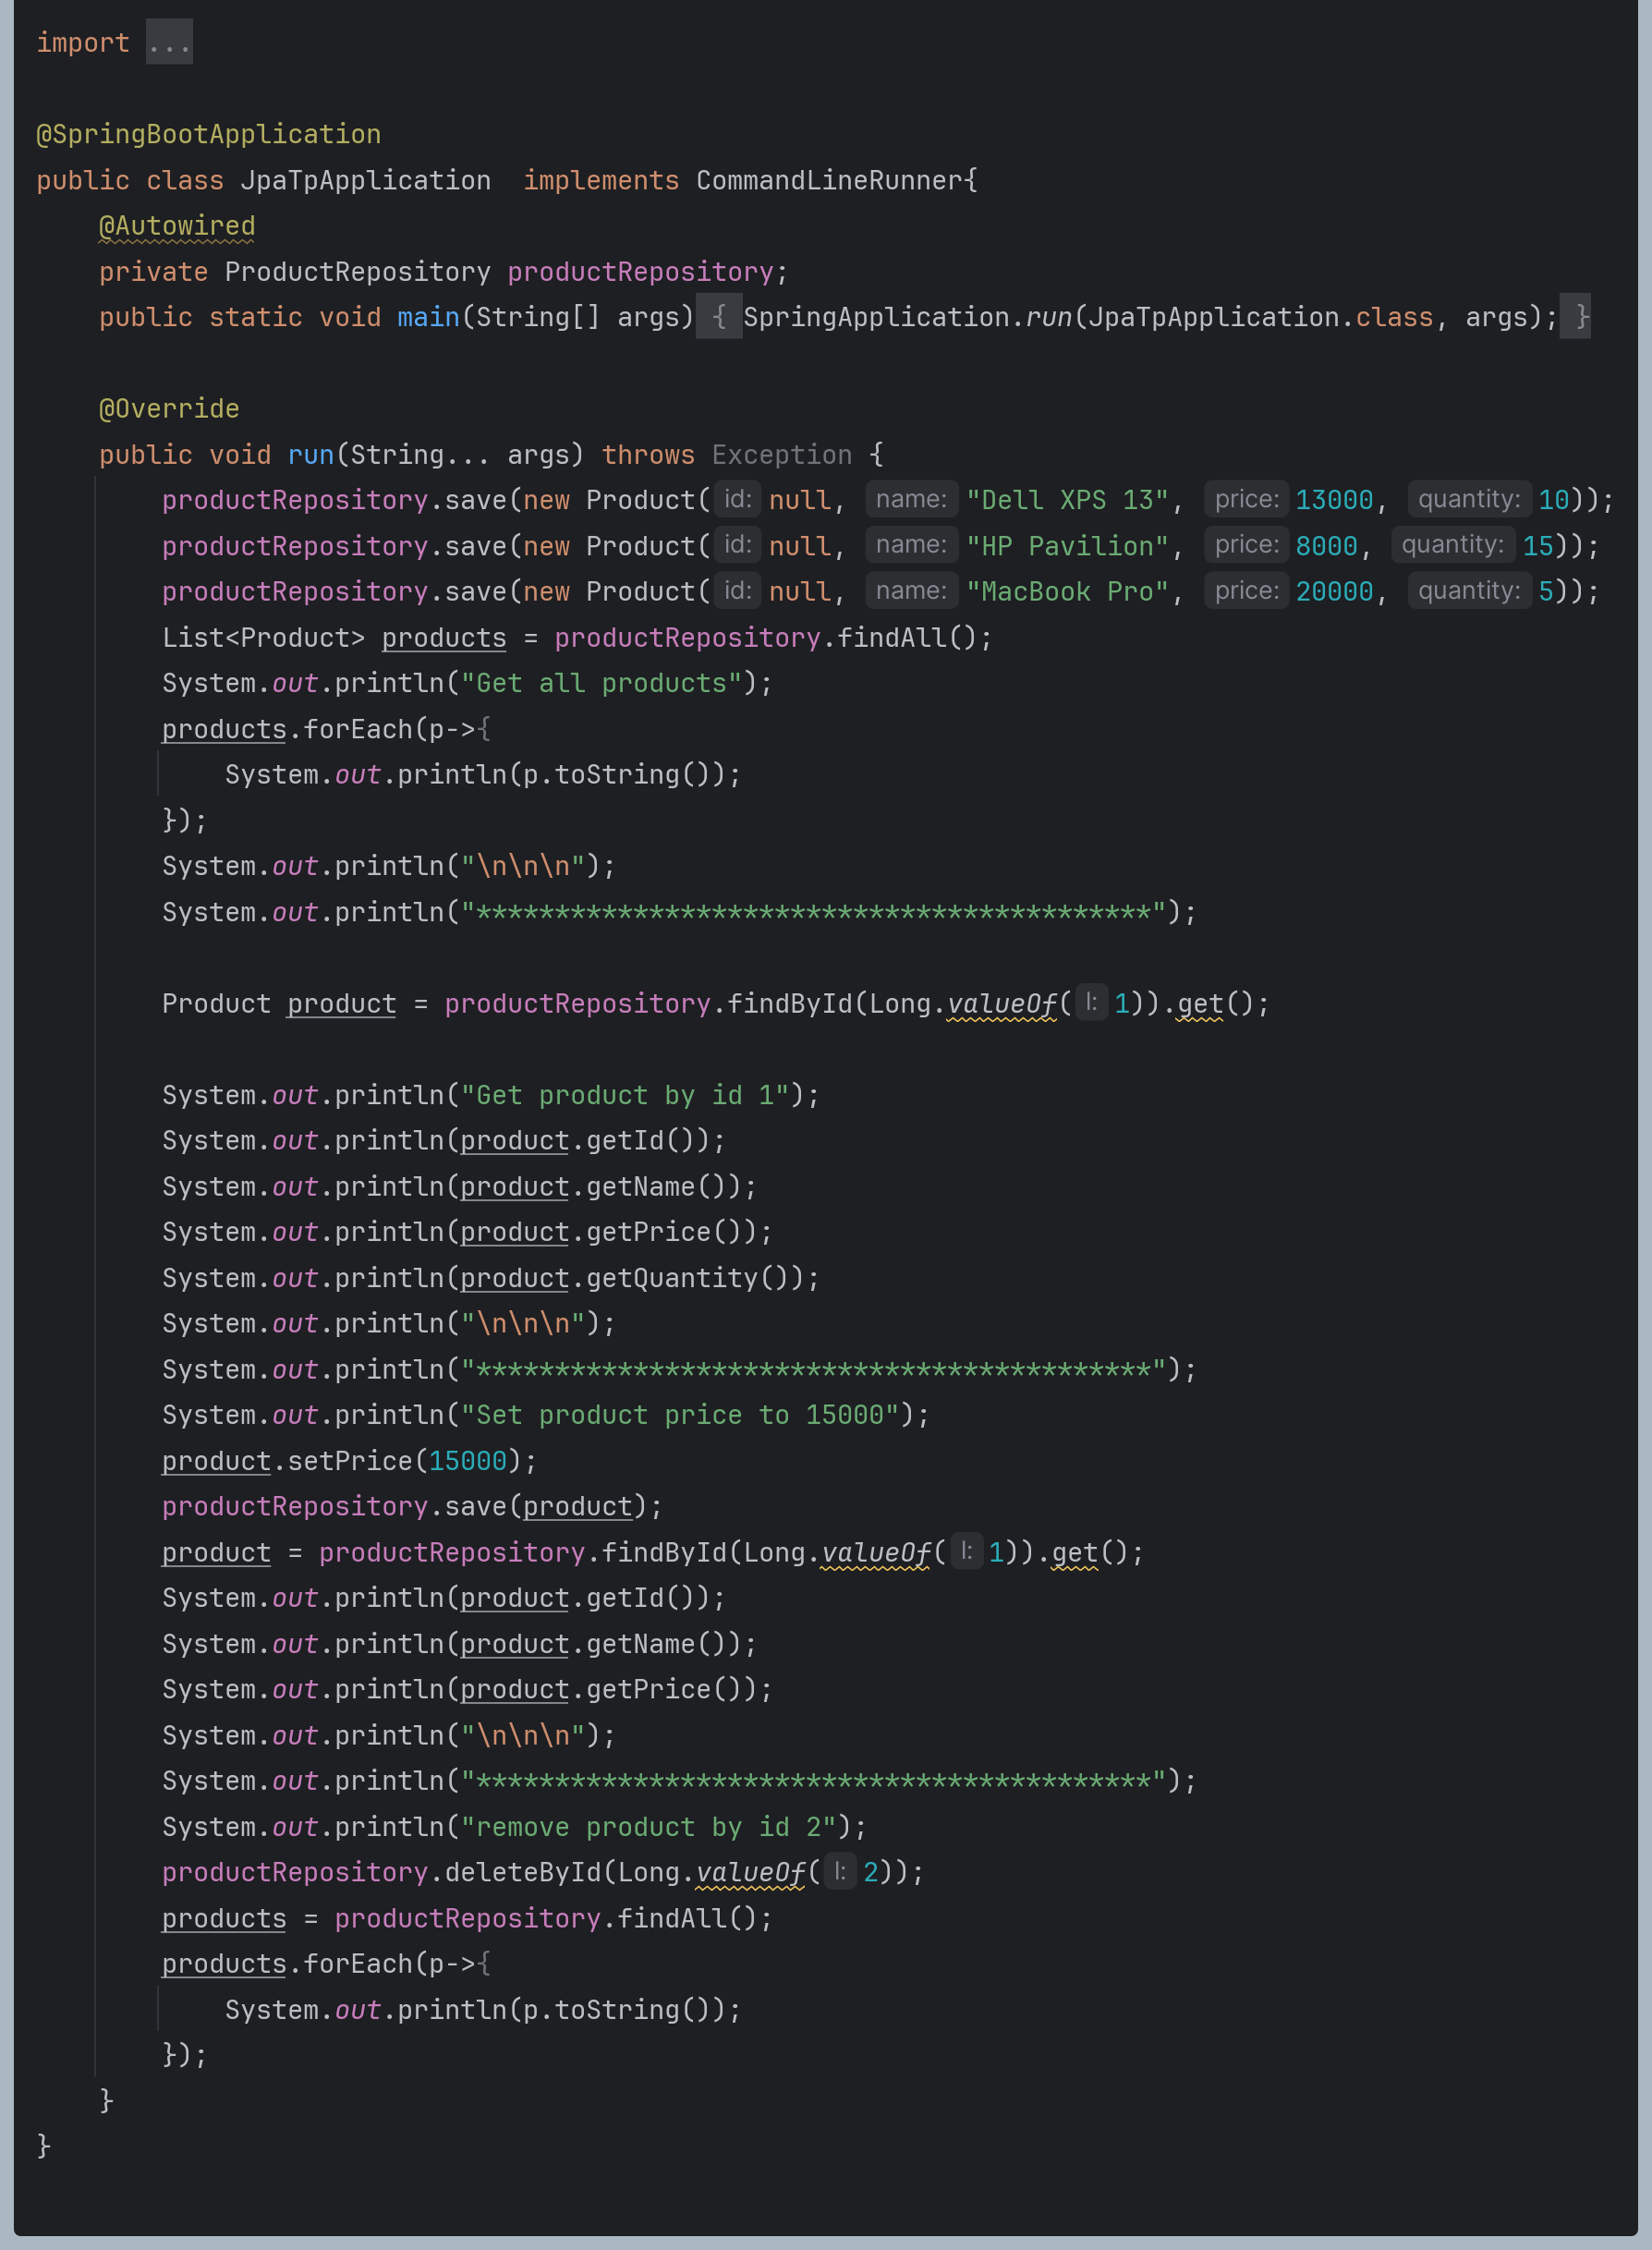 import ...
@SpringBootApplication
public class JpaTpApplication  implements CommandLineRunner{
    @Autowired
    private ProductRepository productRepository;
    public static void main(String[] args) { SpringApplication.run(JpaTpApplication.class, args); }
    @Override
    public void run(String... args) throws Exception {
        productRepository.save(new Product( id: null,  name: "Dell XPS 13",  price: 13000,  quantity: 10));
        productRepository.save(new Product( id: null,  name: "HP Pavilion",  price: 8000,  quantity: 15));
        productRepository.save(new Product( id: null,  name: "MacBook Pro",  price: 20000,  quantity: 5));
        List<Product> products = productRepository.findAll();
        System.out.println("Get all products");
        products.forEach(p->{
            System.out.println(p.toString());
        });
        System.out.println("\n\n\n");
        System.out.println("*******************************************");
        Product product = productRepository.findById(Long.valueOf( l: 1)).get();
        System.out.println("Get product by id 1");
        System.out.println(product.getId());
        System.out.println(product.getName());
        System.out.println(product.getPrice());
        System.out.println(product.getQuantity());
        System.out.println("\n\n\n");
        System.out.println("*******************************************");
        System.out.println("Set product price to 15000");
        product.setPrice(15000);
        productRepository.save(product);
        product = productRepository.findById(Long.valueOf( l: 1)).get();
        System.out.println(product.getId());
        System.out.println(product.getName());
        System.out.println(product.getPrice());
        System.out.println("\n\n\n");
        System.out.println("*******************************************");
        System.out.println("remove product by id 2");
        productRepository.deleteById(Long.valueOf( l: 2));
        products = productRepository.findAll();
        products.forEach(p->{
            System.out.println(p.toString());
        });
    }
}